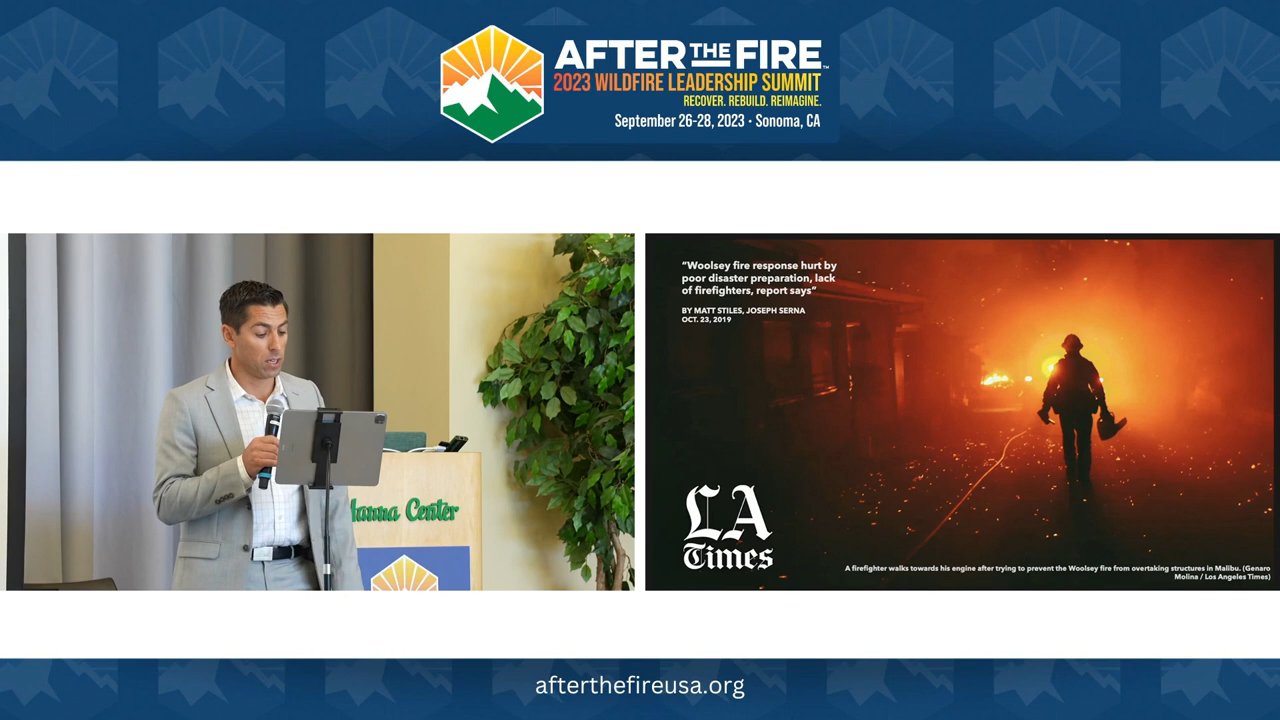 AFTER THE FIRE™
2023 WILDFIRE LEADERSHIP SUMMIT
RECOVER. REBUILD. REIMAGINE.
September 26-28, 2023 • Sonoma, CA
Center
“Woolsey fire response hurt by
poor disaster preparation, lack
of firefighters, report says”
BY MATT STILES, JOSEPH SERNA
OCT. 23, 2019
LA
Times
A firefighter walks towards his engine after trying to prevent the Woolsey fire from overtaking structures in Malibu. (Genaro
Molina / Los Angeles Times)
afterthefireusa.org